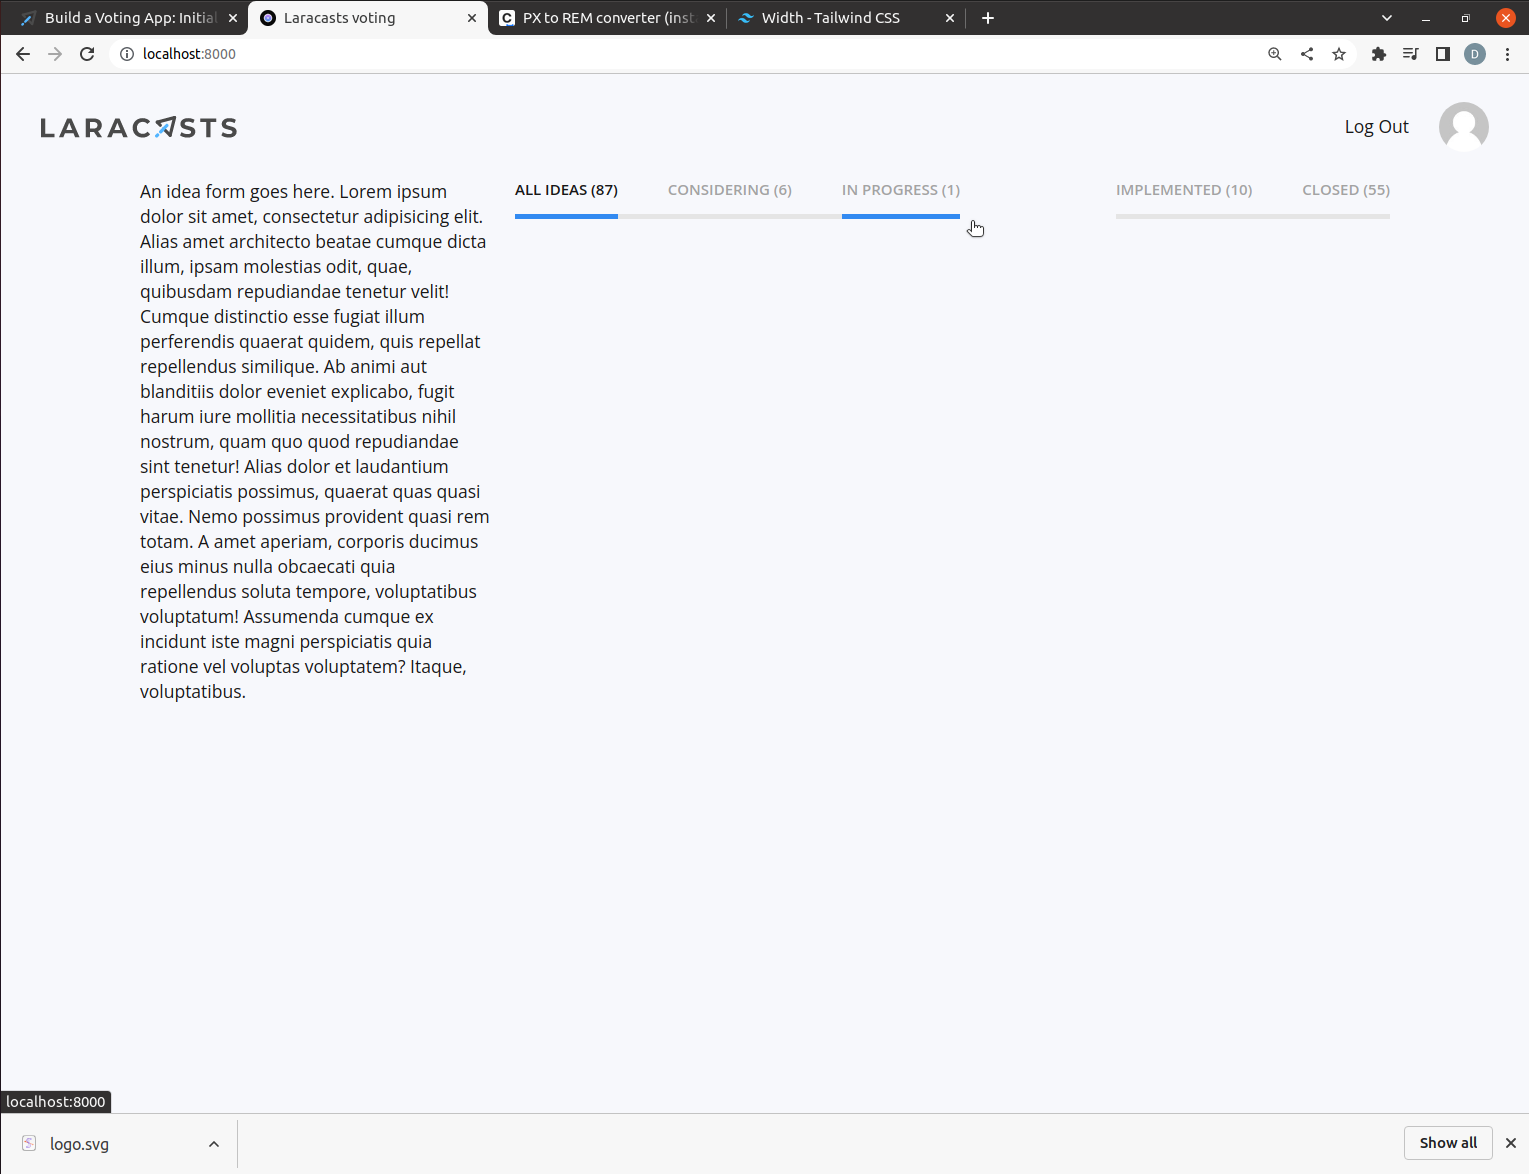 Build a Voting App: Initial
Laracasts voting
PX to REM converter (inst
Width - Tailwind CSS
localhost:8000
D
LARACASTS
Log Out
ALL IDEAS (87)
CONSIDERING (6)
IN PROGRESS (1)
IMPLEMENTED (10)
CLOSED (55)
An idea form goes here. Lorem ipsum
dolor sit amet, consectetur adipisicing elit.
Alias amet architecto beatae cumque dicta
illum, ipsam molestias odit, quae,
quibusdam repudiandae tenetur velit!
Cumque distinctio esse fugiat illum
perferendis quaerat quidem, quis repellat
repellendus similique. Ab animi aut
blanditiis dolor eveniet explicabo, fugit
harum iure mollitia necessitatibus nihil
nostrum, quam quo quod repudiandae
sint tenetur! Alias dolor et laudantium
perspiciatis possimus, quaerat quas quasi
vitae. Nemo possimus provident quasi rem
totam. A amet aperiam, corporis ducimus
eius minus nulla obcaecati quia
repellendus soluta tempore, voluptatibus
voluptatum! Assumenda cumque ex
incidunt iste magni perspiciatis quia
ratione vel voluptas voluptatem? Itaque,
voluptatibus.
localhost:8000
logo.svg
Show all